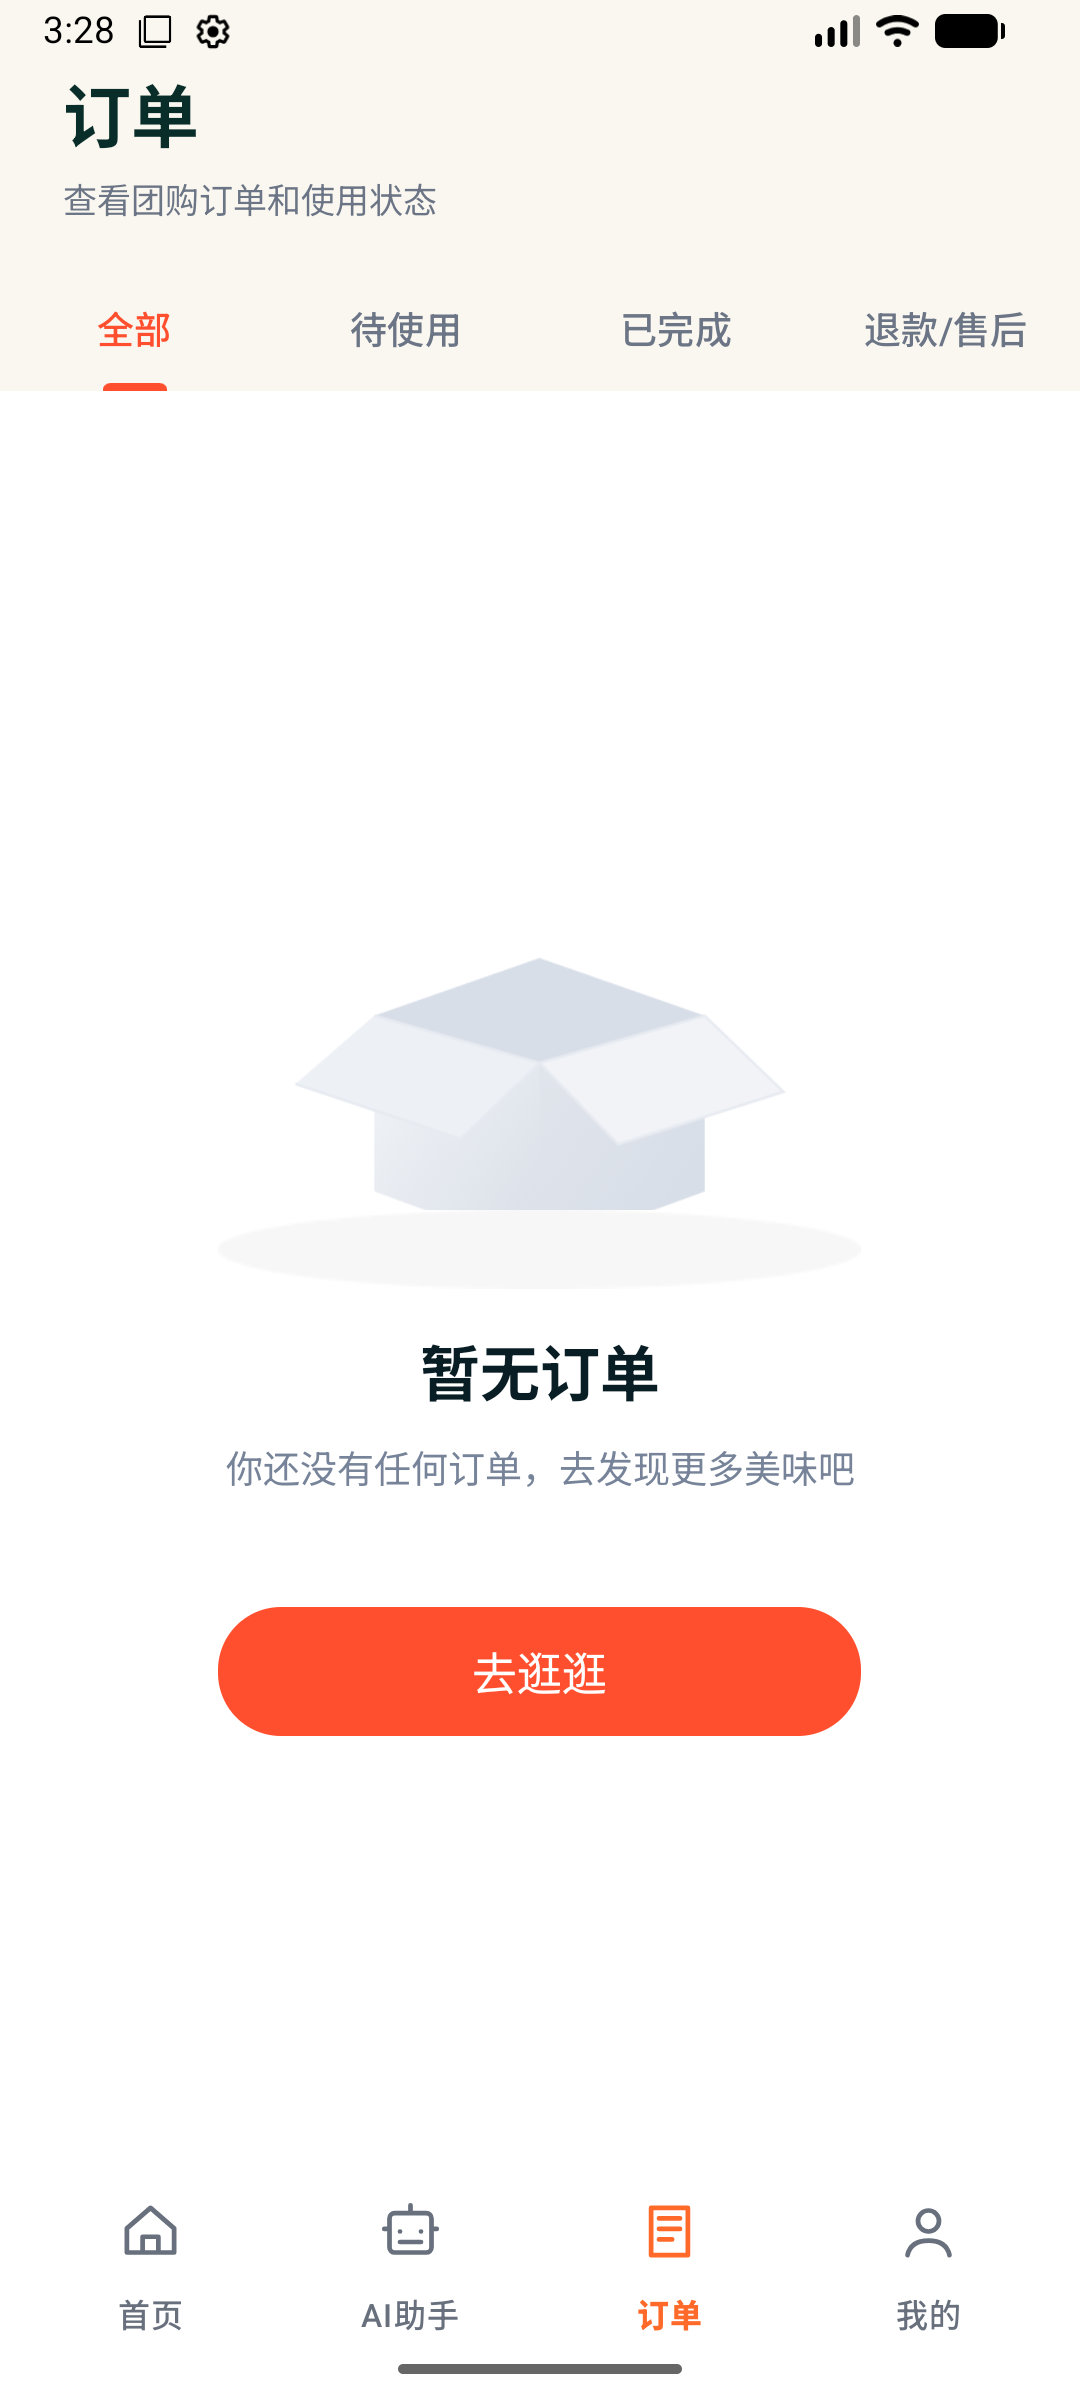 3:28
订单
查看团购订单和使用状态
全部 待使用 已完成 退款/售后
暂无订单
你还没有任何订单，去发现更多美味吧
去逛逛
首页 AI助手 订单 我的